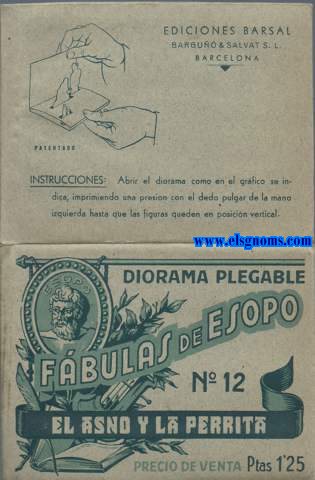 EDICIONES BARSAL
BARGUÑÓ & SALVAT S. L.
BARCELONA
PATENTADO
INSTRUCCIONES: Abrir el diorama como en el gráfico se in-
dica, imprimiendo una presion con el dedo pulgar de la mano
izquierda hasta que las figuras queden en posición vertical.
www.elsgnoms.com
DIORAMA PLEGABLE
ESOPO
FÁBULAS DE ESOPO
Nº 12
EL ASNO Y LA PERRITA
PRECIO DE VENTA Ptas 1'25